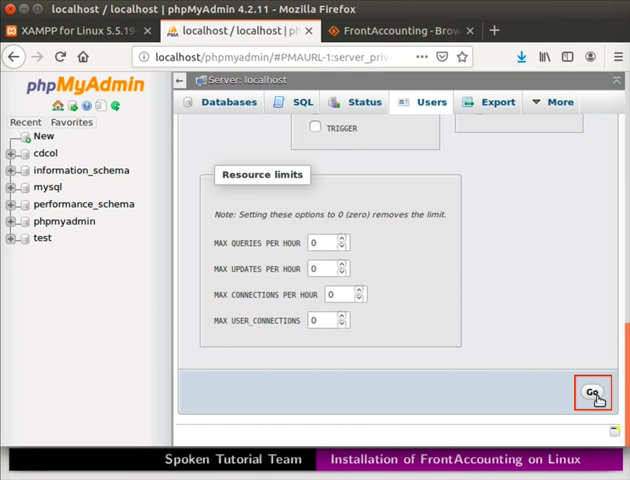 localhost / localhost | phpMyAdmin 4.2.11 - Mozilla Firefox
XAMPP for Linux 5.5.19
localhost / localhost | ph
FrontAccounting - Brow
localhost/phpmyadmin/#PMAURL-1:server_priv
phpMyAdmin
Server: localhost
Databases SQL Status Users Export More
Recent Favorites
New
cdcol
information_schema
mysql
performance_schema
phpmyadmin
test
TRIGGER
Resource limits
Note: Setting these options to 0 (zero) removes the limit.
MAX QUERIES PER HOUR 0
MAX UPDATES PER HOUR 0
MAX CONNECTIONS PER HOUR 0
MAX USER_CONNECTIONS 0
Go
Spoken Tutorial Team Installation of FrontAccounting on Linux